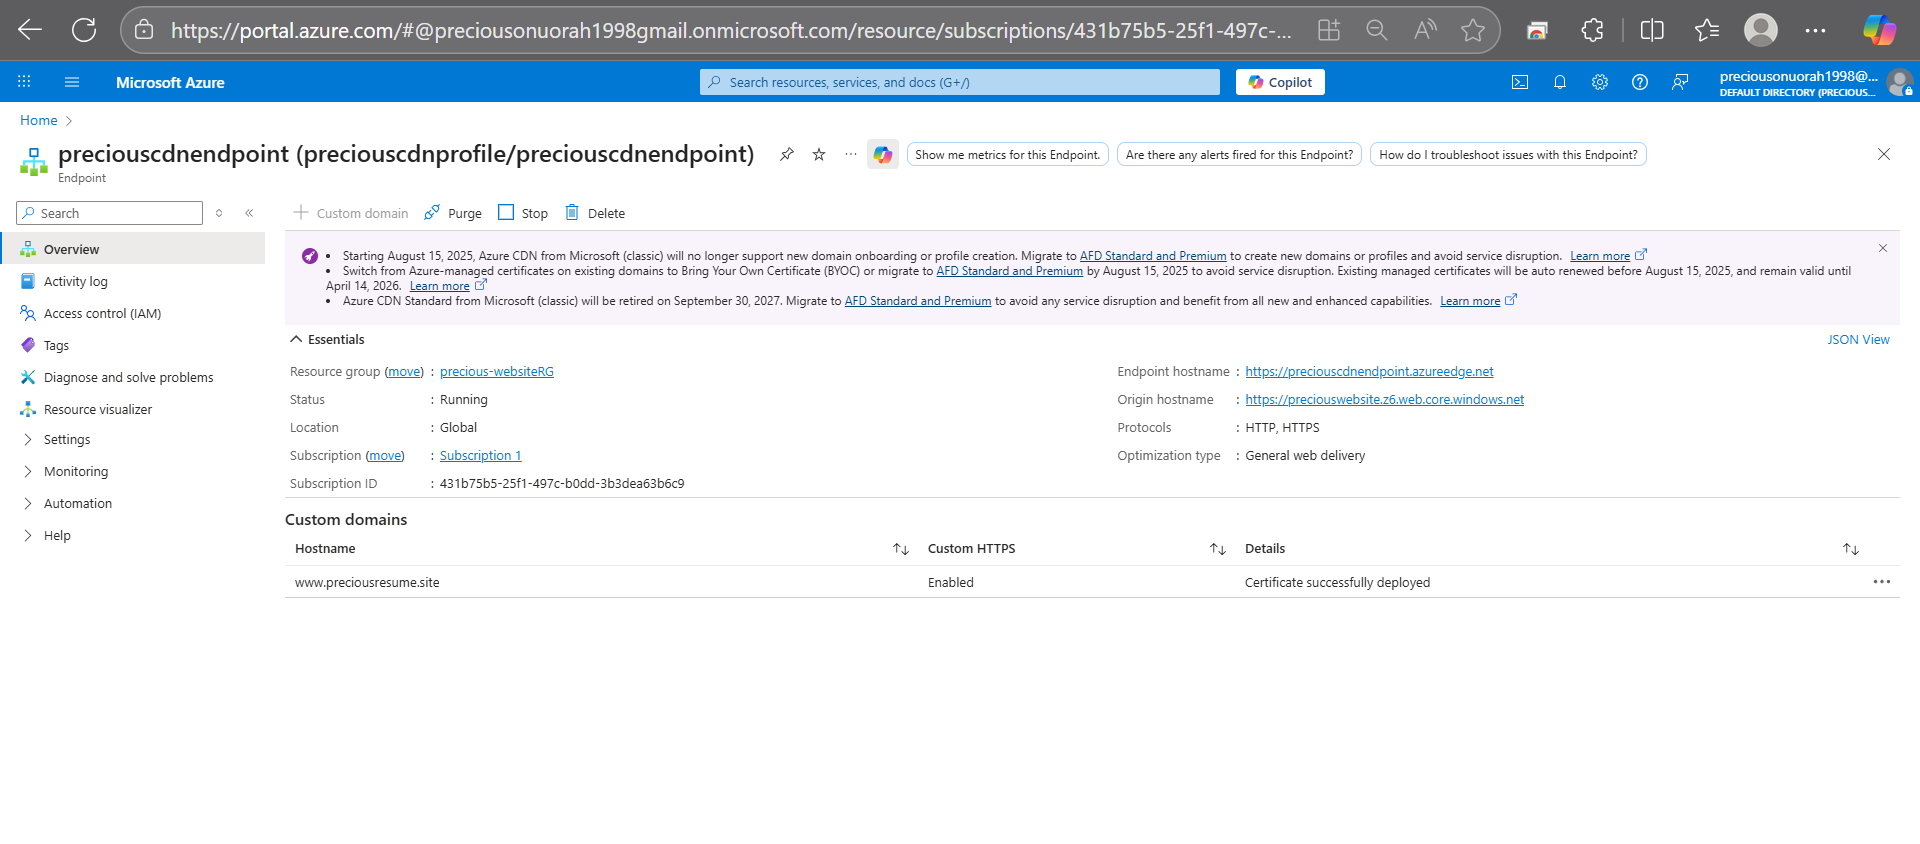 https://portal.azure.com/#@preciousonuorah1998gmail.onmicrosoft.com/resource/subscriptions/431b75b5-25f1-497c-...
Microsoft Azure
Search resources, services, and docs (G+/)
Copilot
preciousonuorah1998@...
DEFAULT DIRECTORY (PRECIOUS...
Home
preciouscdnendpoint (preciouscdnprofile/preciouscdnendpoint)
Endpoint
Show me metrics for this Endpoint.
Are there any alerts fired for this Endpoint?
How do I troubleshoot issues with this Endpoint?
Search
Custom domain
Purge
Stop
Delete
Overview
Activity log
Access control (IAM)
Tags
Diagnose and solve problems
Resource visualizer
Settings
Monitoring
Automation
Help
• Starting August 15, 2025, Azure CDN from Microsoft (classic) will no longer support new domain onboarding or profile creation. Migrate to AFD Standard and Premium to create new domains or profiles and avoid service disruption. Learn more
• Switch from Azure-managed certificates on existing domains to Bring Your Own Certificate (BYOC) or migrate to AFD Standard and Premium by August 15, 2025 to avoid service disruption. Existing managed certificates will be auto renewed before August 15, 2025, and remain valid until
April 14, 2026. Learn more
• Azure CDN Standard from Microsoft (classic) will be retired on September 30, 2027. Migrate to AFD Standard and Premium to avoid any service disruption and benefit from all new and enhanced capabilities. Learn more
Essentials
JSON View
Resource group (move) : precious-websiteRG
Status : Running
Location : Global
Subscription (move) : Subscription 1
Subscription ID : 431b75b5-25f1-497c-b0dd-3b3dea63b6c9
Endpoint hostname : https://preciouscdnendpoint.azureedge.net
Origin hostname : https://preciouswebsite.z6.web.core.windows.net
Protocols : HTTP, HTTPS
Optimization type : General web delivery
Custom domains
Hostname Custom HTTPS Details
www.preciousresume.site Enabled Certificate successfully deployed